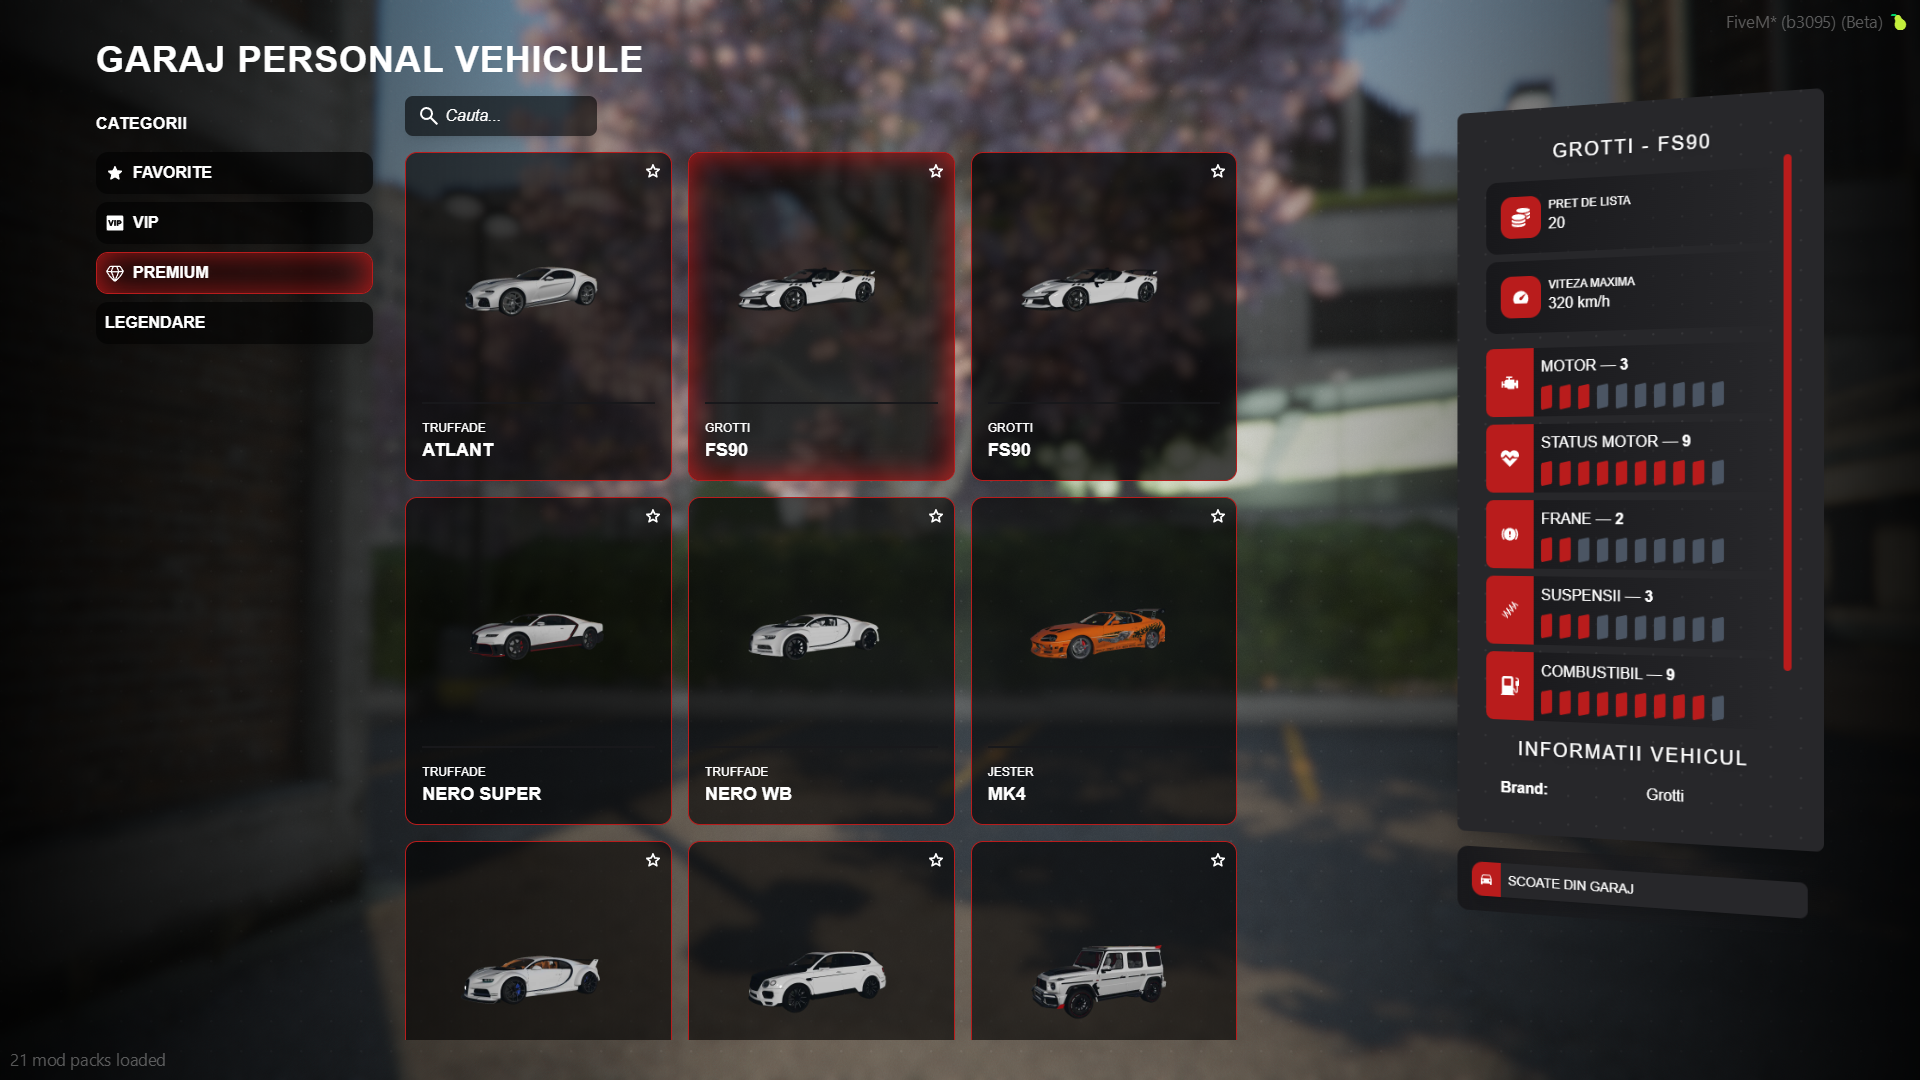 FiveM* (b3095) (Beta)
GARAJ PERSONAL VEHICULE
CATEGORII
FAVORITE
VIP
VIP
PREMIUM
LEGENDARE
Cauta...
TRUFFADE
ATLANT
GROTTI
FS90
GROTTI
FS90
TRUFFADE
NERO SUPER
TRUFFADE
NERO WB
JESTER
MK4
GROTTI - FS90
PRET DE LISTA
20
VITEZA MAXIMA
320 km/h
MOTOR — 3
STATUS MOTOR — 9
FRANE — 2
SUSPENSII — 3
COMBUSTIBIL — 9
INFORMATII VEHICUL
Brand: Grotti
SCOATE DIN GARAJ
21 mod packs loaded